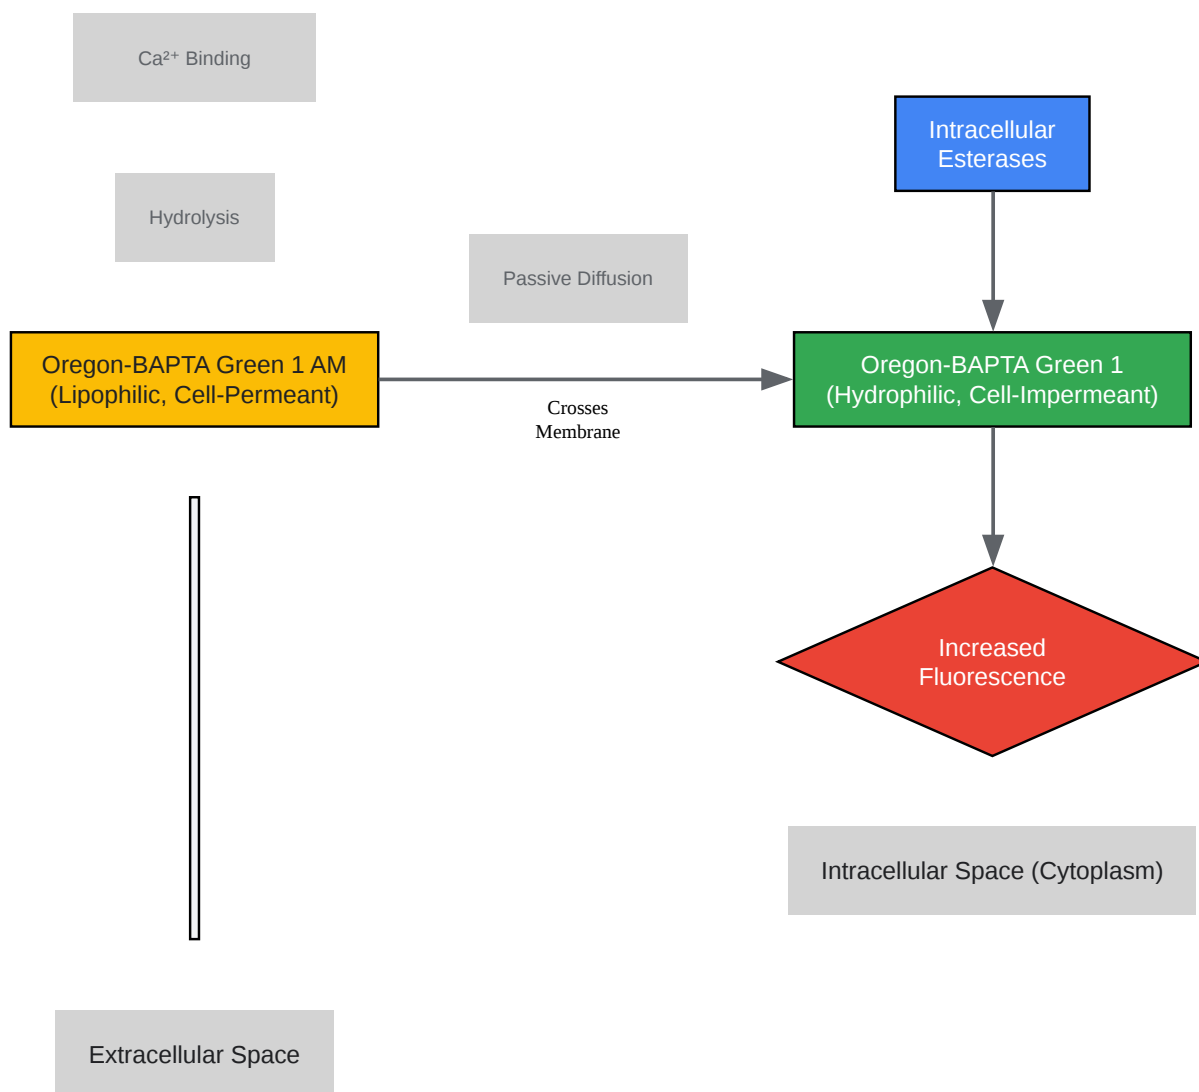 Ca²⁺ Binding
Intracellular
Esterases
Hydrolysis
Passive Diffusion
Oregon-BAPTA Green 1 AM
(Lipophilic, Cell-Permeant)
Crosses
Membrane
Oregon-BAPTA Green 1
(Hydrophilic, Cell-Impermeant)
Increased
Fluorescence
Intracellular Space (Cytoplasm)
Extracellular Space